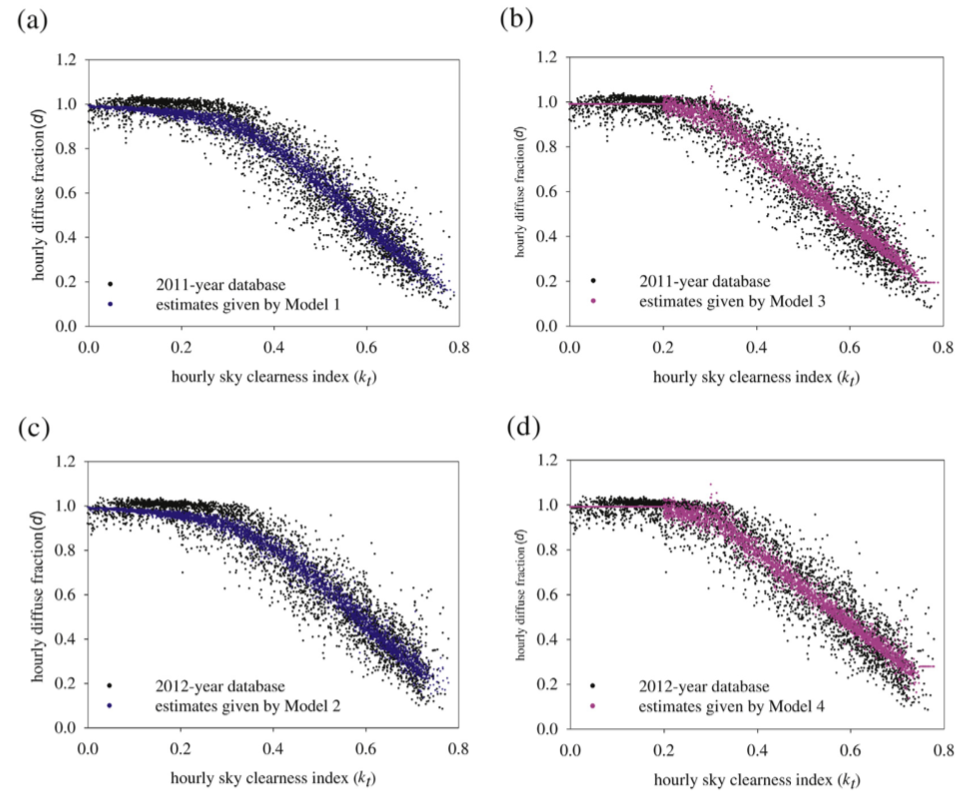 (a)
1.2
1.0
0.8
0.6
0.4
0.2
0.0
hourly diffuse fraction(d)
2011-year database
estimates given by Model 1
0.0 0.2 0.4 0.6 0.8
hourly sky clearness index (kt)
(b)
1.2
1.0
0.8
0.6
0.4
0.2
0.0
hourly diffuse fraction(d)
2011-year database
estimates given by Model 3
0.0 0.2 0.4 0.6 0.8
hourly sky clearness index (kt)
(c)
1.2
1.0
0.8
0.6
0.4
0.2
0.0
hourly diffuse fraction(d)
2012-year database
estimates given by Model 2
0.0 0.2 0.4 0.6 0.8
hourly sky clearness index (kt)
(d)
1.2
1.0
0.8
0.6
0.4
0.2
0.0
hourly diffuse fraction(d)
2012-year database
estimates given by Model 4
0.0 0.2 0.4 0.6 0.8
hourly sky clearness index (kt)